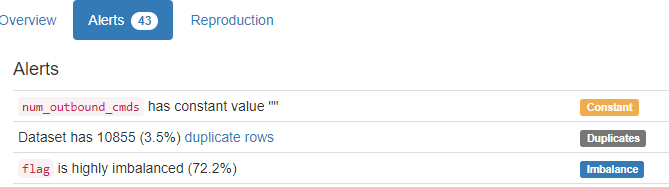 Overview Alerts 43 Reproduction
Alerts
num_outbound_cmds has constant value "" Constant
Dataset has 10855 (3.5%) duplicate rows Duplicates
flag is highly imbalanced (72.2%) Imbalance